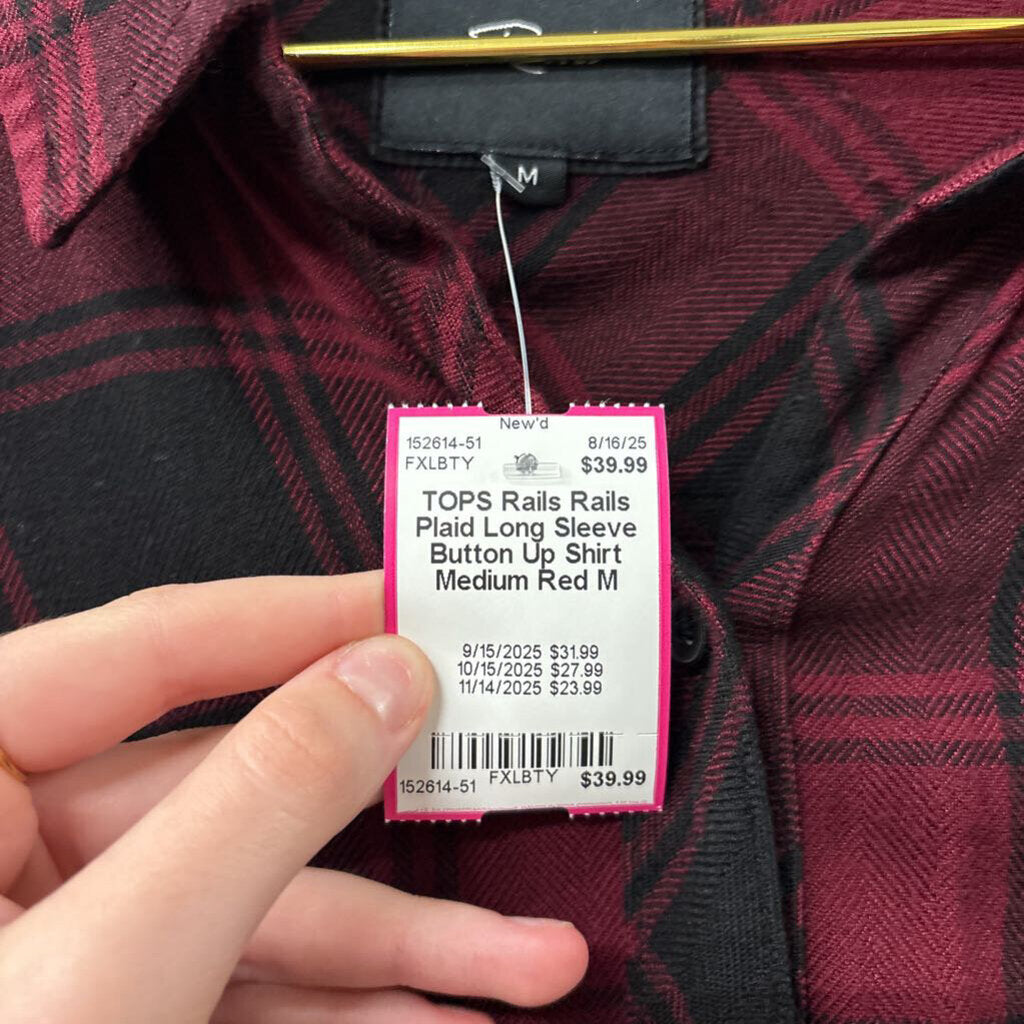 M
New'd
152614-51 8/16/25
FXLBTY $39.99
TOPS Rails Rails
Plaid Long Sleeve
Button Up Shirt
Medium Red M
9/15/2025 $31.99
10/15/2025 $27.99
11/14/2025 $23.99
152614-51 FXLBTY $39.99